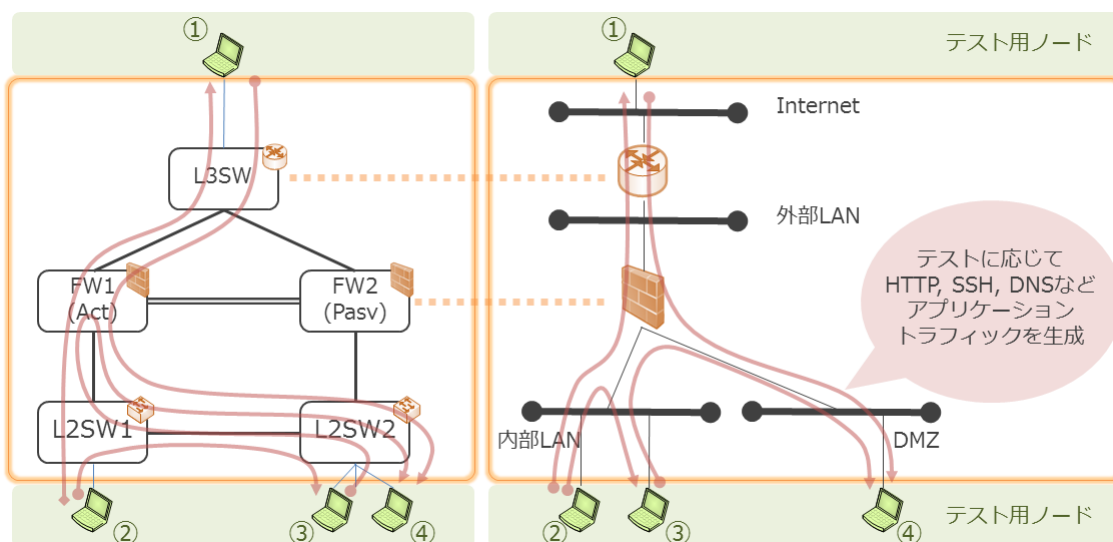 ①
L3SW
FW1
(Act)
FW2
(Pasv)
L2SW1
L2SW2
②
③
④
①
テスト用ノード
Internet
外部LAN
テストに応じて
HTTP, SSH, DNSなど
アプリケーション
トラフィックを生成
内部LAN
DMZ
②
③
④
テスト用ノード